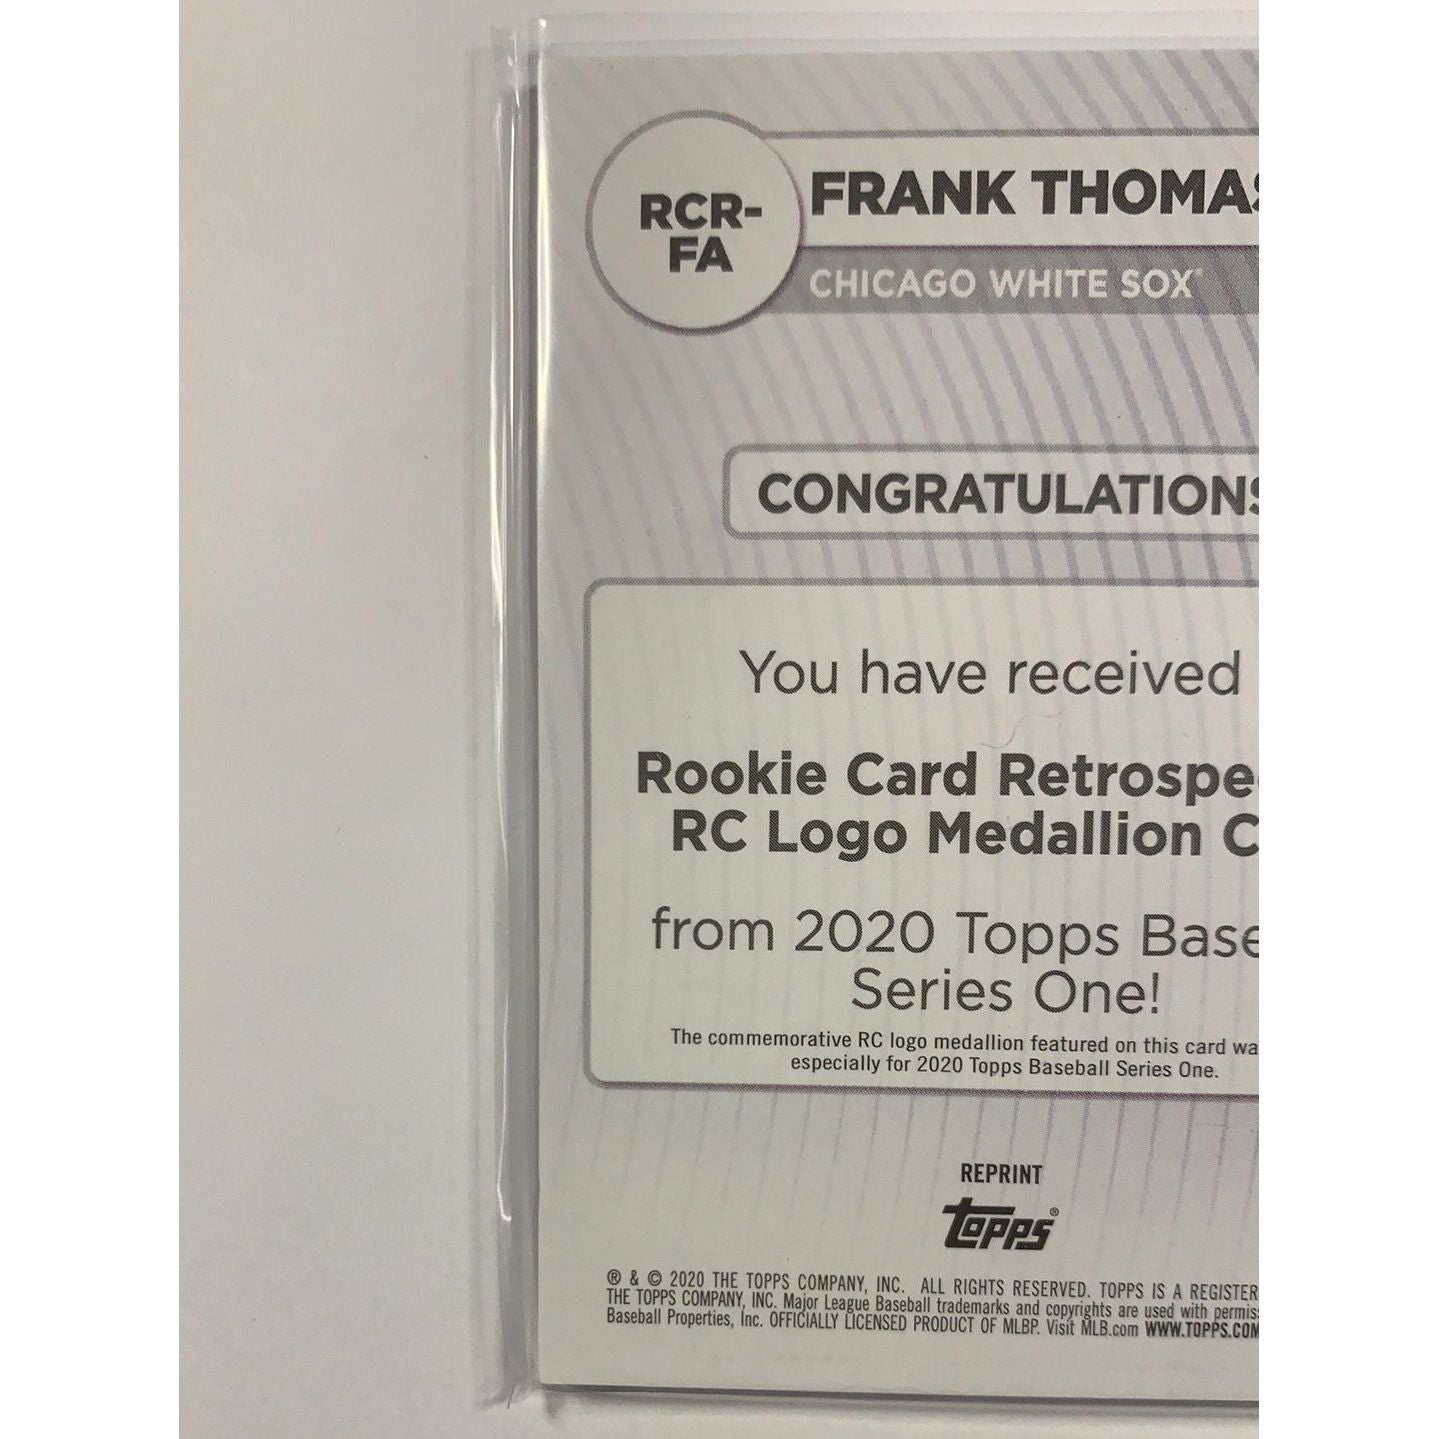 RCR-
FA
FRANK THOMAS
CHICAGO WHITE SOX
CONGRATULATIONS
You have received
Rookie Card Retrospe
RC Logo Medallion C
from 2020 Topps Base
Series One!
The commemorative RC logo medallion featured on this card wa
especially for 2020 Topps Baseball Series One.
REPRINT
Topps®
® & © 2020 THE TOPPS COMPANY, INC. ALL RIGHTS RESERVED. TOPPS IS A REGISTER
THE TOPPS COMPANY, INC. Major League Baseball trademarks and copyrights are used with permis
Baseball Properties, Inc. OFFICIALLY LICENSED PRODUCT OF MLBP. Visit MLB.com WWW.TOPPS.COM